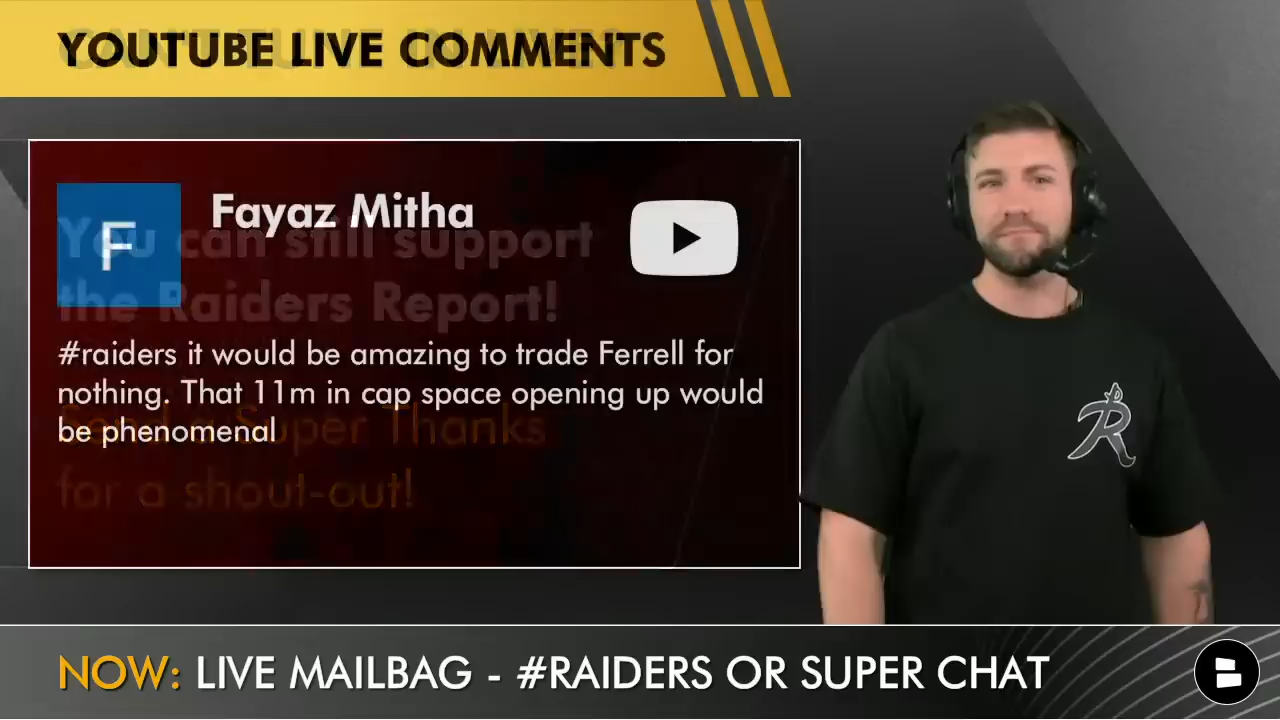 YOUTUBE LIVE COMMENTS
F
Fayaz Mitha
You can still support
the Raiders Report!
#raiders it would be amazing to trade Ferrell for
nothing. That 11m in cap space opening up would
be phenomenal
Send a Super Thanks
for a shout-out!
R
NOW: LIVE MAILBAG - #RAIDERS OR SUPER CHAT